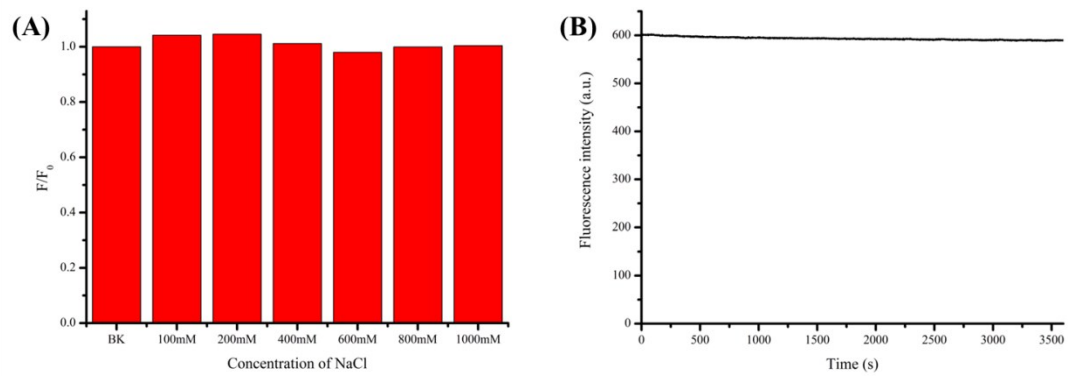 (A)
F/F0
1.0
0.8
0.6
0.4
0.2
0.0
BK 100mM 200mM 400mM 600mM 800mM 1000mM
Concentration of NaCl
(B)
Fluorescence intensity (a.u.)
600
500
400
300
200
100
0
0 500 1000 1500 2000 2500 3000 3500
Time (s)